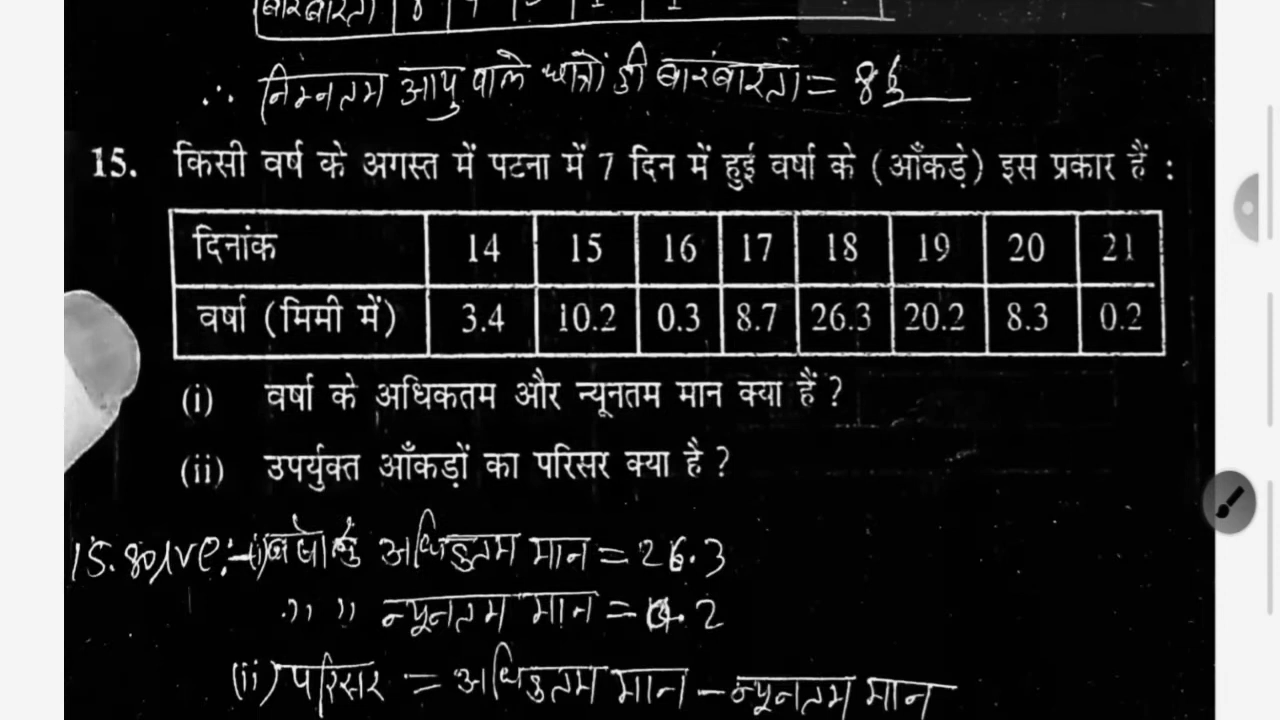 बारंबारता 8
∴ निम्नतम आयु वाले छात्रों की बारंबारता = 8
15. किसी वर्ष के अगस्त में पटना में 7 दिन में हुई वर्षा के (आँकड़े) इस प्रकार हैं :
दिनांक 14 15 16 17 18 19 20 21
वर्षा (मिमी में) 3.4 10.2 0.3 8.7 26.3 20.2 8.3 0.2
(i) वर्षा के अधिकतम और न्यूनतम मान क्या हैं ?
(ii) उपर्युक्त आँकड़ों का परिसर क्या है ?
15. Solve:- (i) वर्षा के अधिकतम मान = 26.3
,, ,, न्यूनतम मान = 0.2
(ii) परिसर = अधिकतम मान - न्यूनतम मान